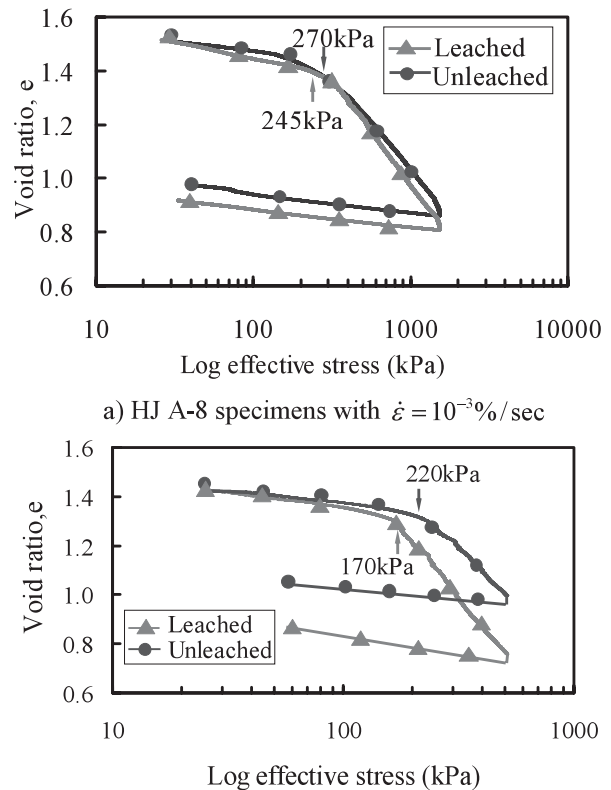 1.6
1.4
1.2
1.0
0.8
0.6
Void ratio, e
270kPa
245kPa
Leached
Unleached
10
100
1000
10000
Log effective stress (kPa)
a) HJ A-8 specimens with ε̇ = 10⁻³%/sec
1.6
1.4
1.2
1.0
0.8
0.6
Void ratio,e
220kPa
170kPa
Leached
Unleached
10
100
1000
Log effective stress (kPa)